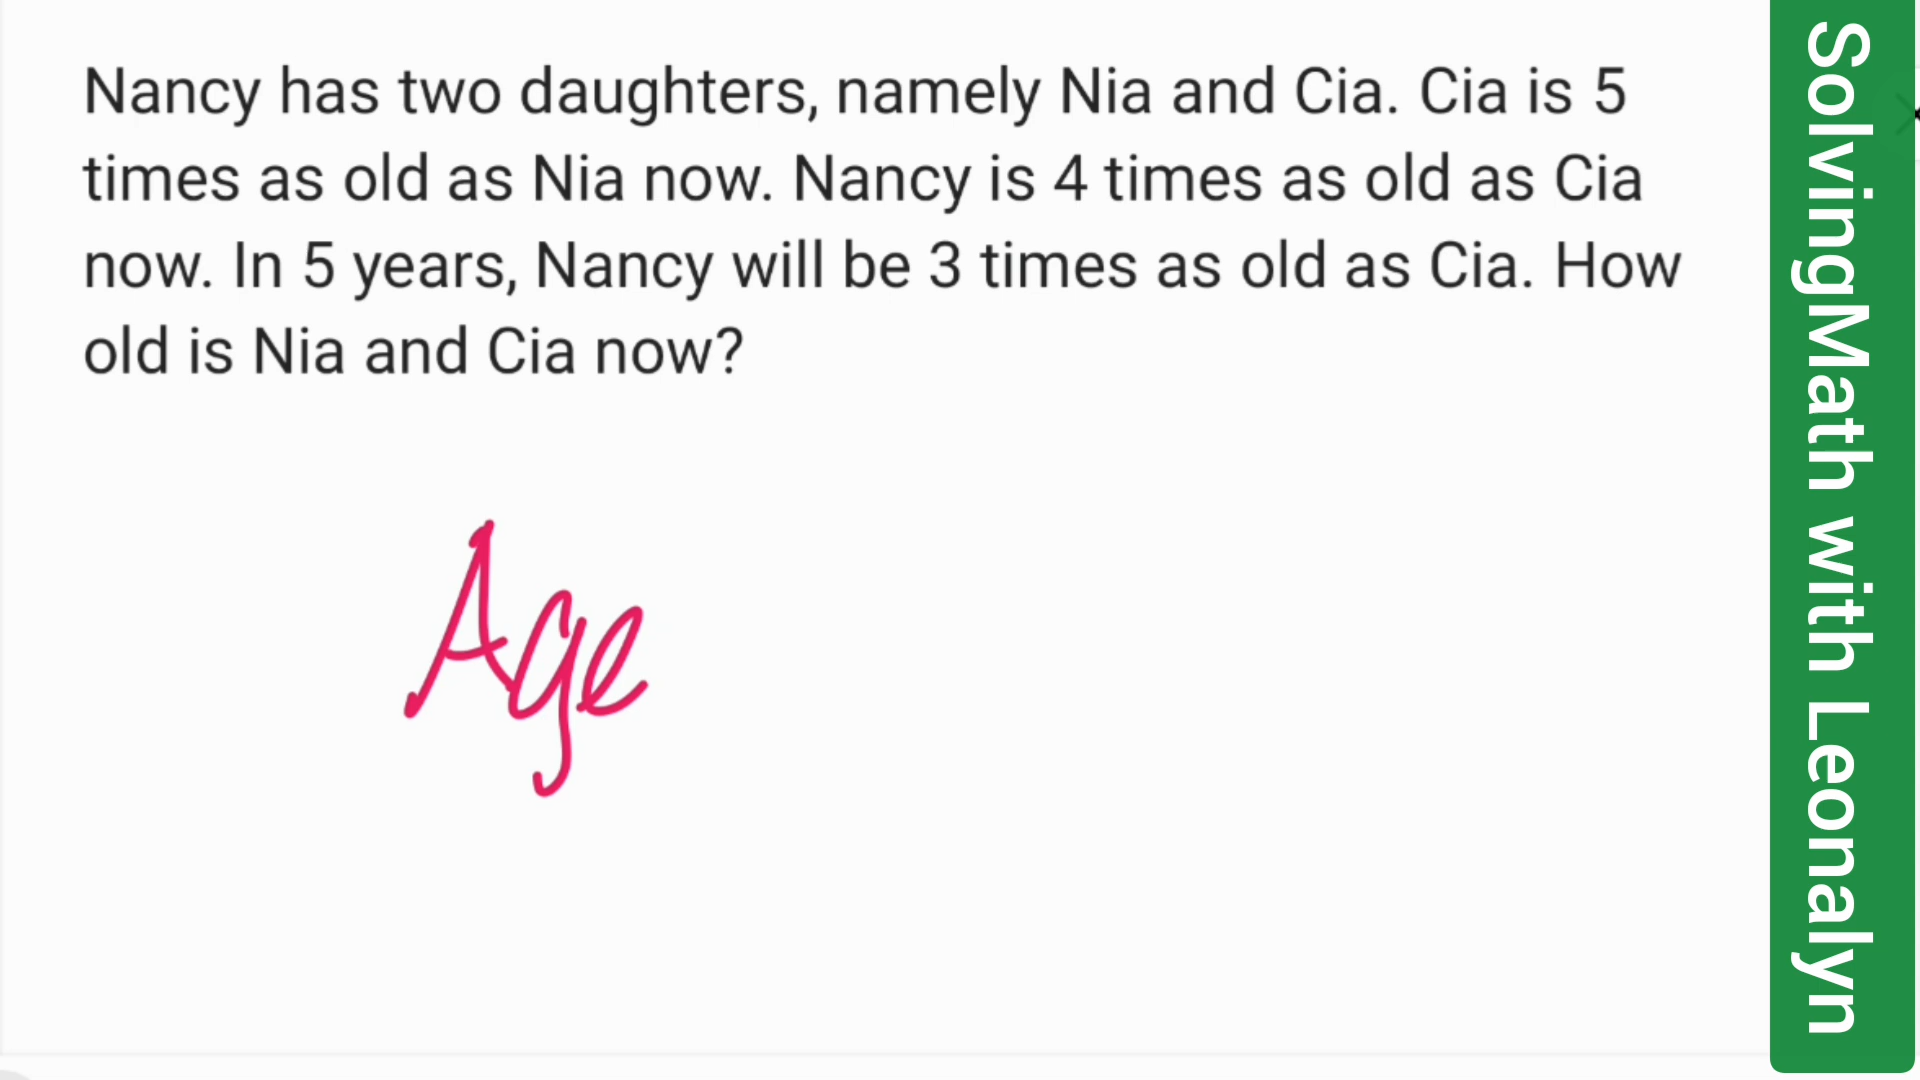 Nancy has two daughters, namely Nia and Cia. Cia is 5
times as old as Nia now. Nancy is 4 times as old as Cia
now. In 5 years, Nancy will be 3 times as old as Cia. How
old is Nia and Cia now?
Age
SolvingMath with Leonalyn